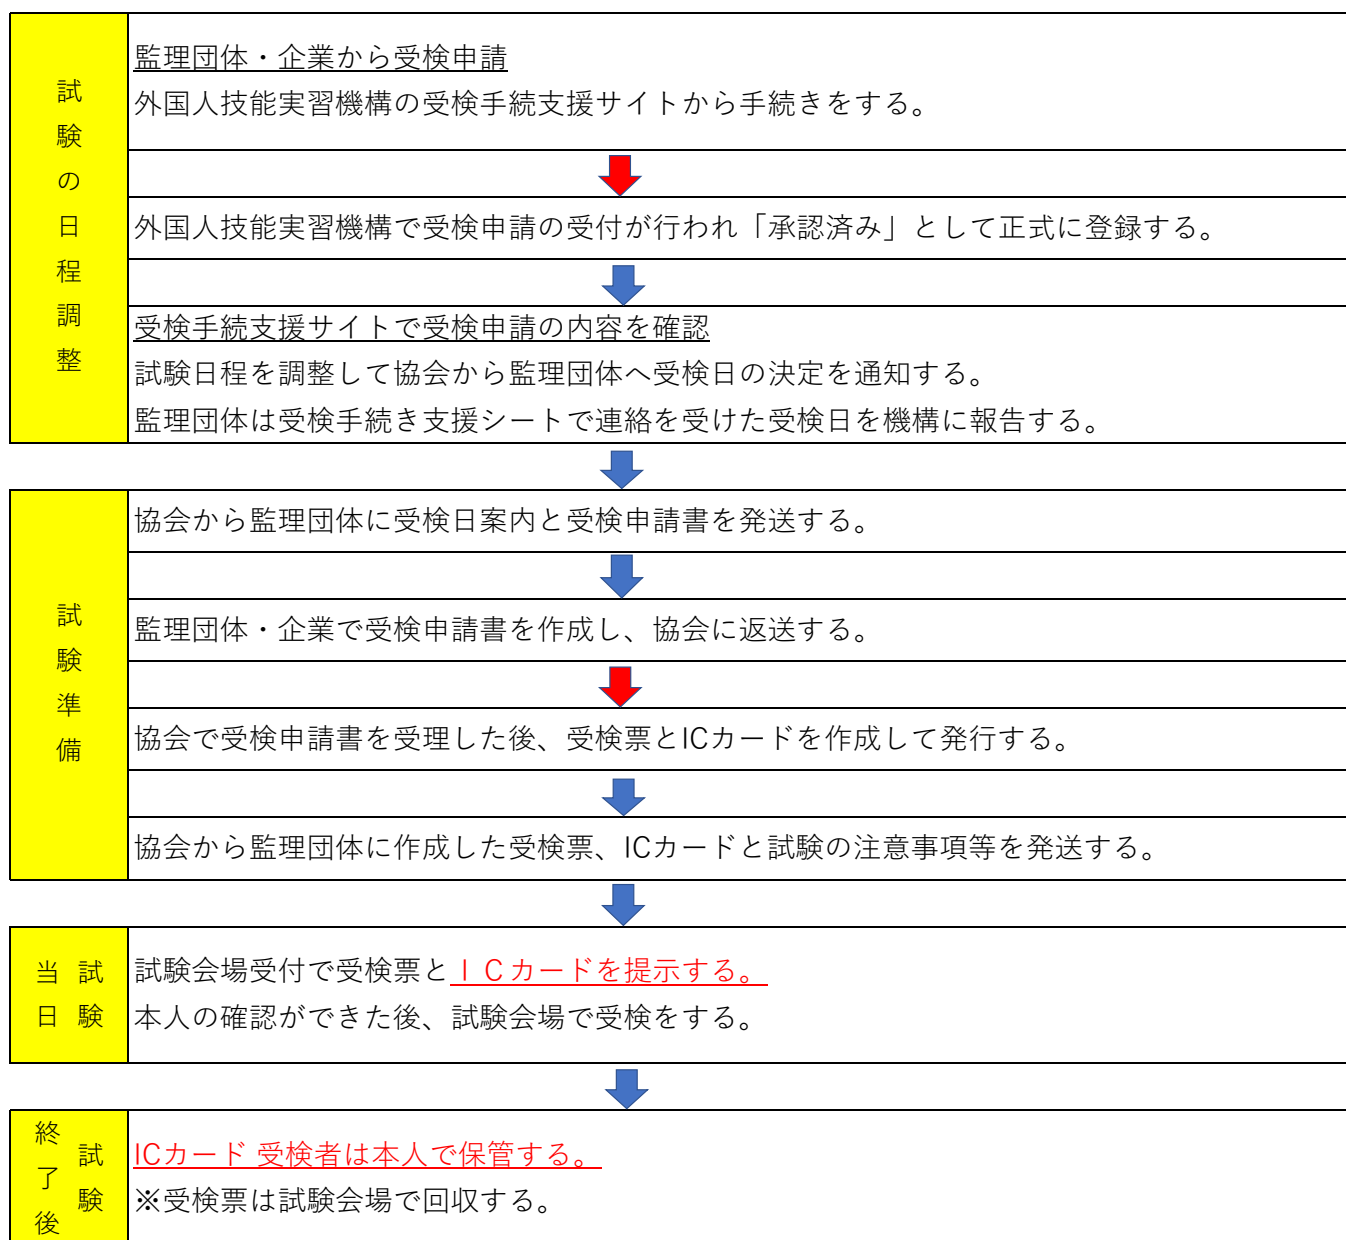 試験の日程調整
監理団体・企業から受検申請
外国人技能実習機構の受検手続支援サイトから手続きをする。
外国人技能実習機構で受検申請の受付が行われ「承認済み」として正式に登録する。
受検手続支援サイトで受検申請の内容を確認
試験日程を調整して協会から監理団体へ受検日の決定を通知する。
監理団体は受検手続き支援シートで連絡を受けた受検日を機構に報告する。
試験準備
協会から監理団体に受検日案内と受検申請書を発送する。
監理団体・企業で受検申請書を作成し、協会に返送する。
協会で受検申請書を受理した後、受検票とICカードを作成して発行する。
協会から監理団体に作成した受検票、ICカードと試験の注意事項等を発送する。
試験
当日
試験会場受付で受検票とＩＣカードを提示する。
本人の確認ができた後、試験会場で受検をする。
試験
終了後
ICカード 受検者は本人で保管する。
※受検票は試験会場で回収する。